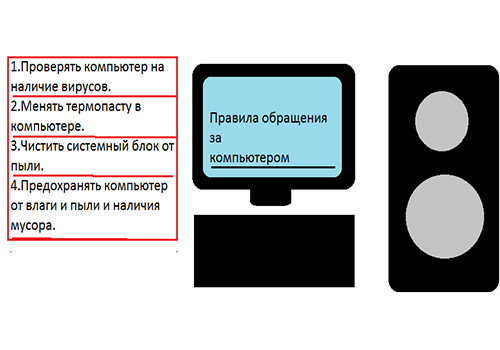 1.Проверять компьютер на
наличие вирусов.
2.Менять термопасту в
компьютере.
3.Чистить системный блок от
пыли.
4.Предохранять компьютер
от влаги и пыли и наличия
мусора.
Правила обращения
за
компьютером